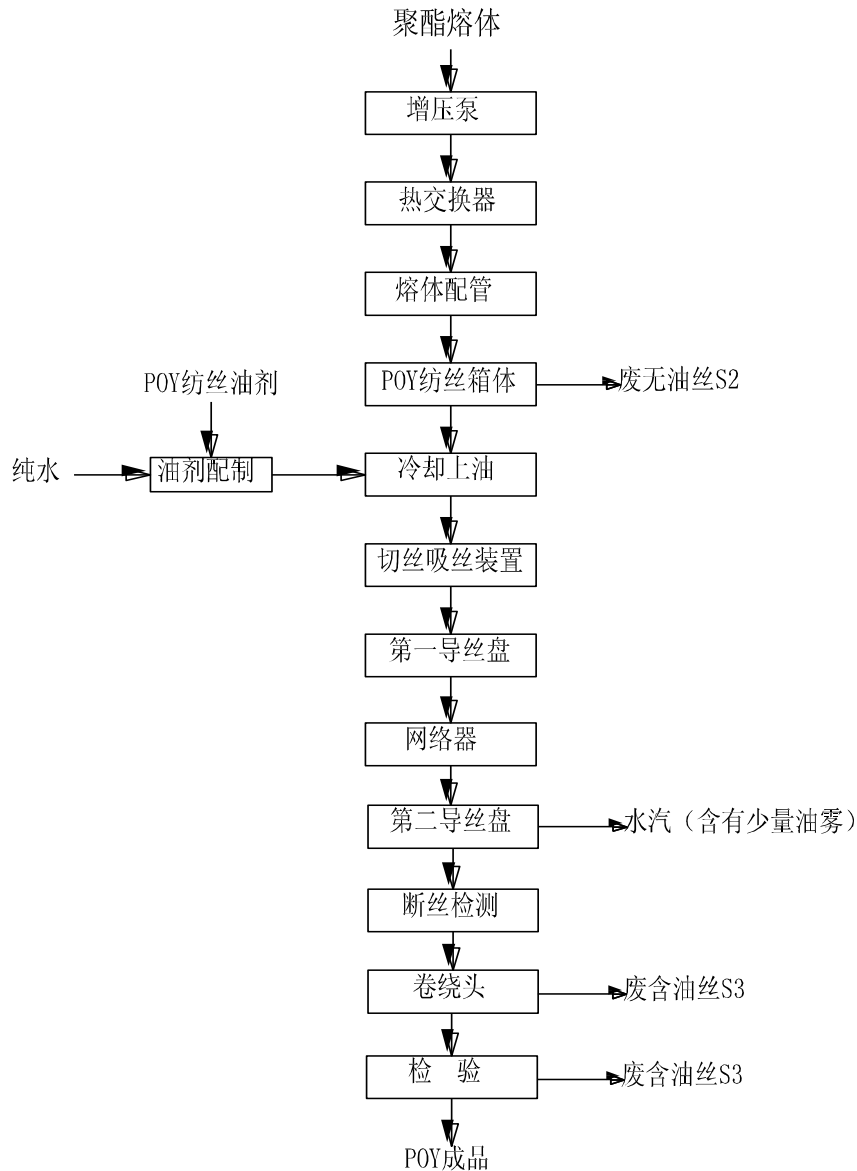 聚酯熔体
增压泵
热交换器
熔体配管
POY纺丝箱体
废无油丝S2
POY纺丝油剂
纯水
油剂配制
冷却上油
切丝吸丝装置
第一导丝盘
网络器
第二导丝盘
水汽（含有少量油雾）
断丝检测
卷绕头
废含油丝S3
检 验
废含油丝S3
POY成品